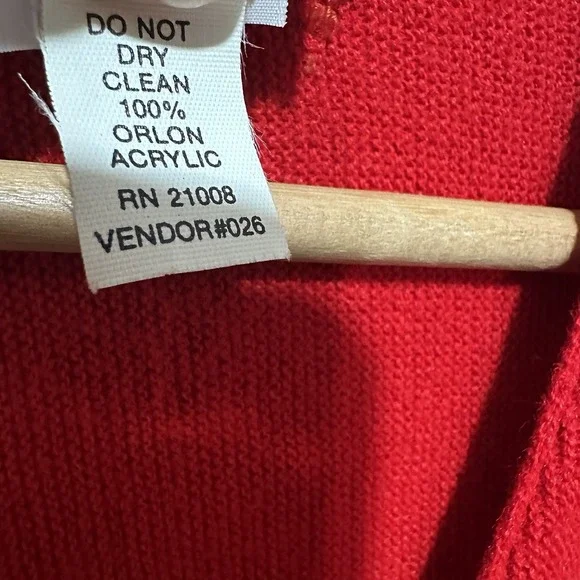 DO NOT
DRY
CLEAN
100%
ORLON
ACRYLIC
RN 21008
VENDOR#026